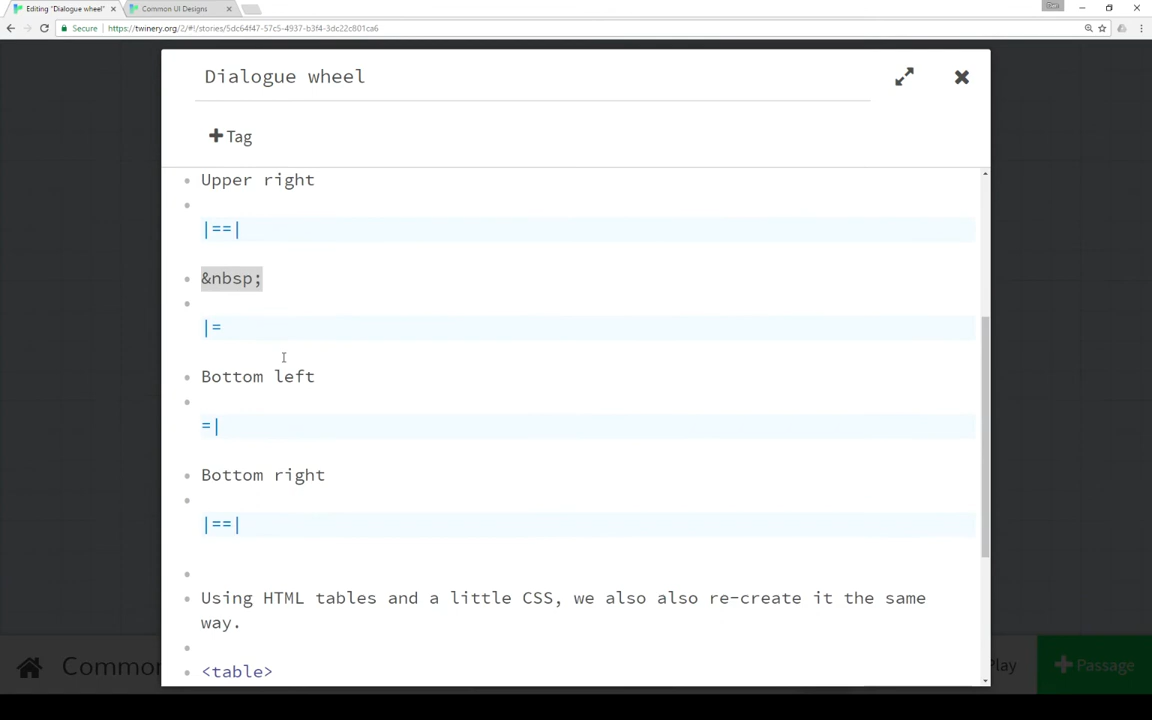 Editing "Dialogue wheel"
Common UI Designs
Secure
https://twinery.org/2/#!/stories/5dc64f47-57c5-4937-b3f4-3dc22c801ca6
Dialogue wheel
+ Tag
Upper right
|==|
&nbsp;
|=
Bottom left
=|
Bottom right
|==|
Using HTML tables and a little CSS, we also also re-create it the same
way.
<table>
Common
Play
+ Passage